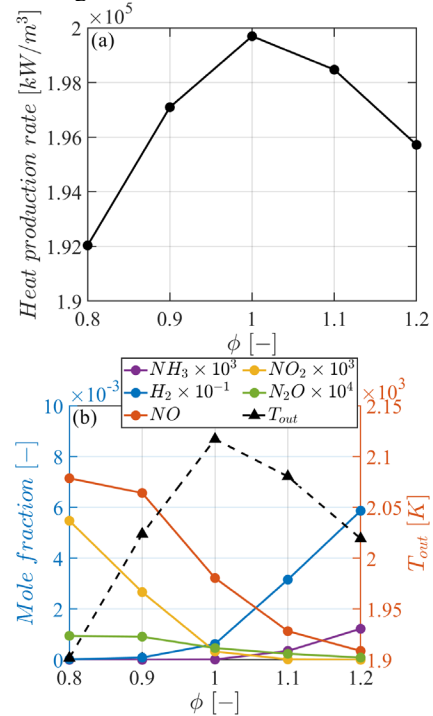 × 10⁵
(a)
Heat production rate [kW/m³]
2
1.98
1.96
1.94
1.92
1.9
0.8 0.9 1 1.1 1.2
ϕ [−]
NH₃ × 10³ NO₂ × 10³
H₂ × 10⁻¹ N₂O × 10⁴
NO T_out
×10⁻³ ×10³
(b)
Mole fraction [−]
10
8
6
4
2
0
T_out [K]
2.15
2.1
2.05
2
1.95
1.9
0.8 0.9 1 1.1 1.2
ϕ [−]